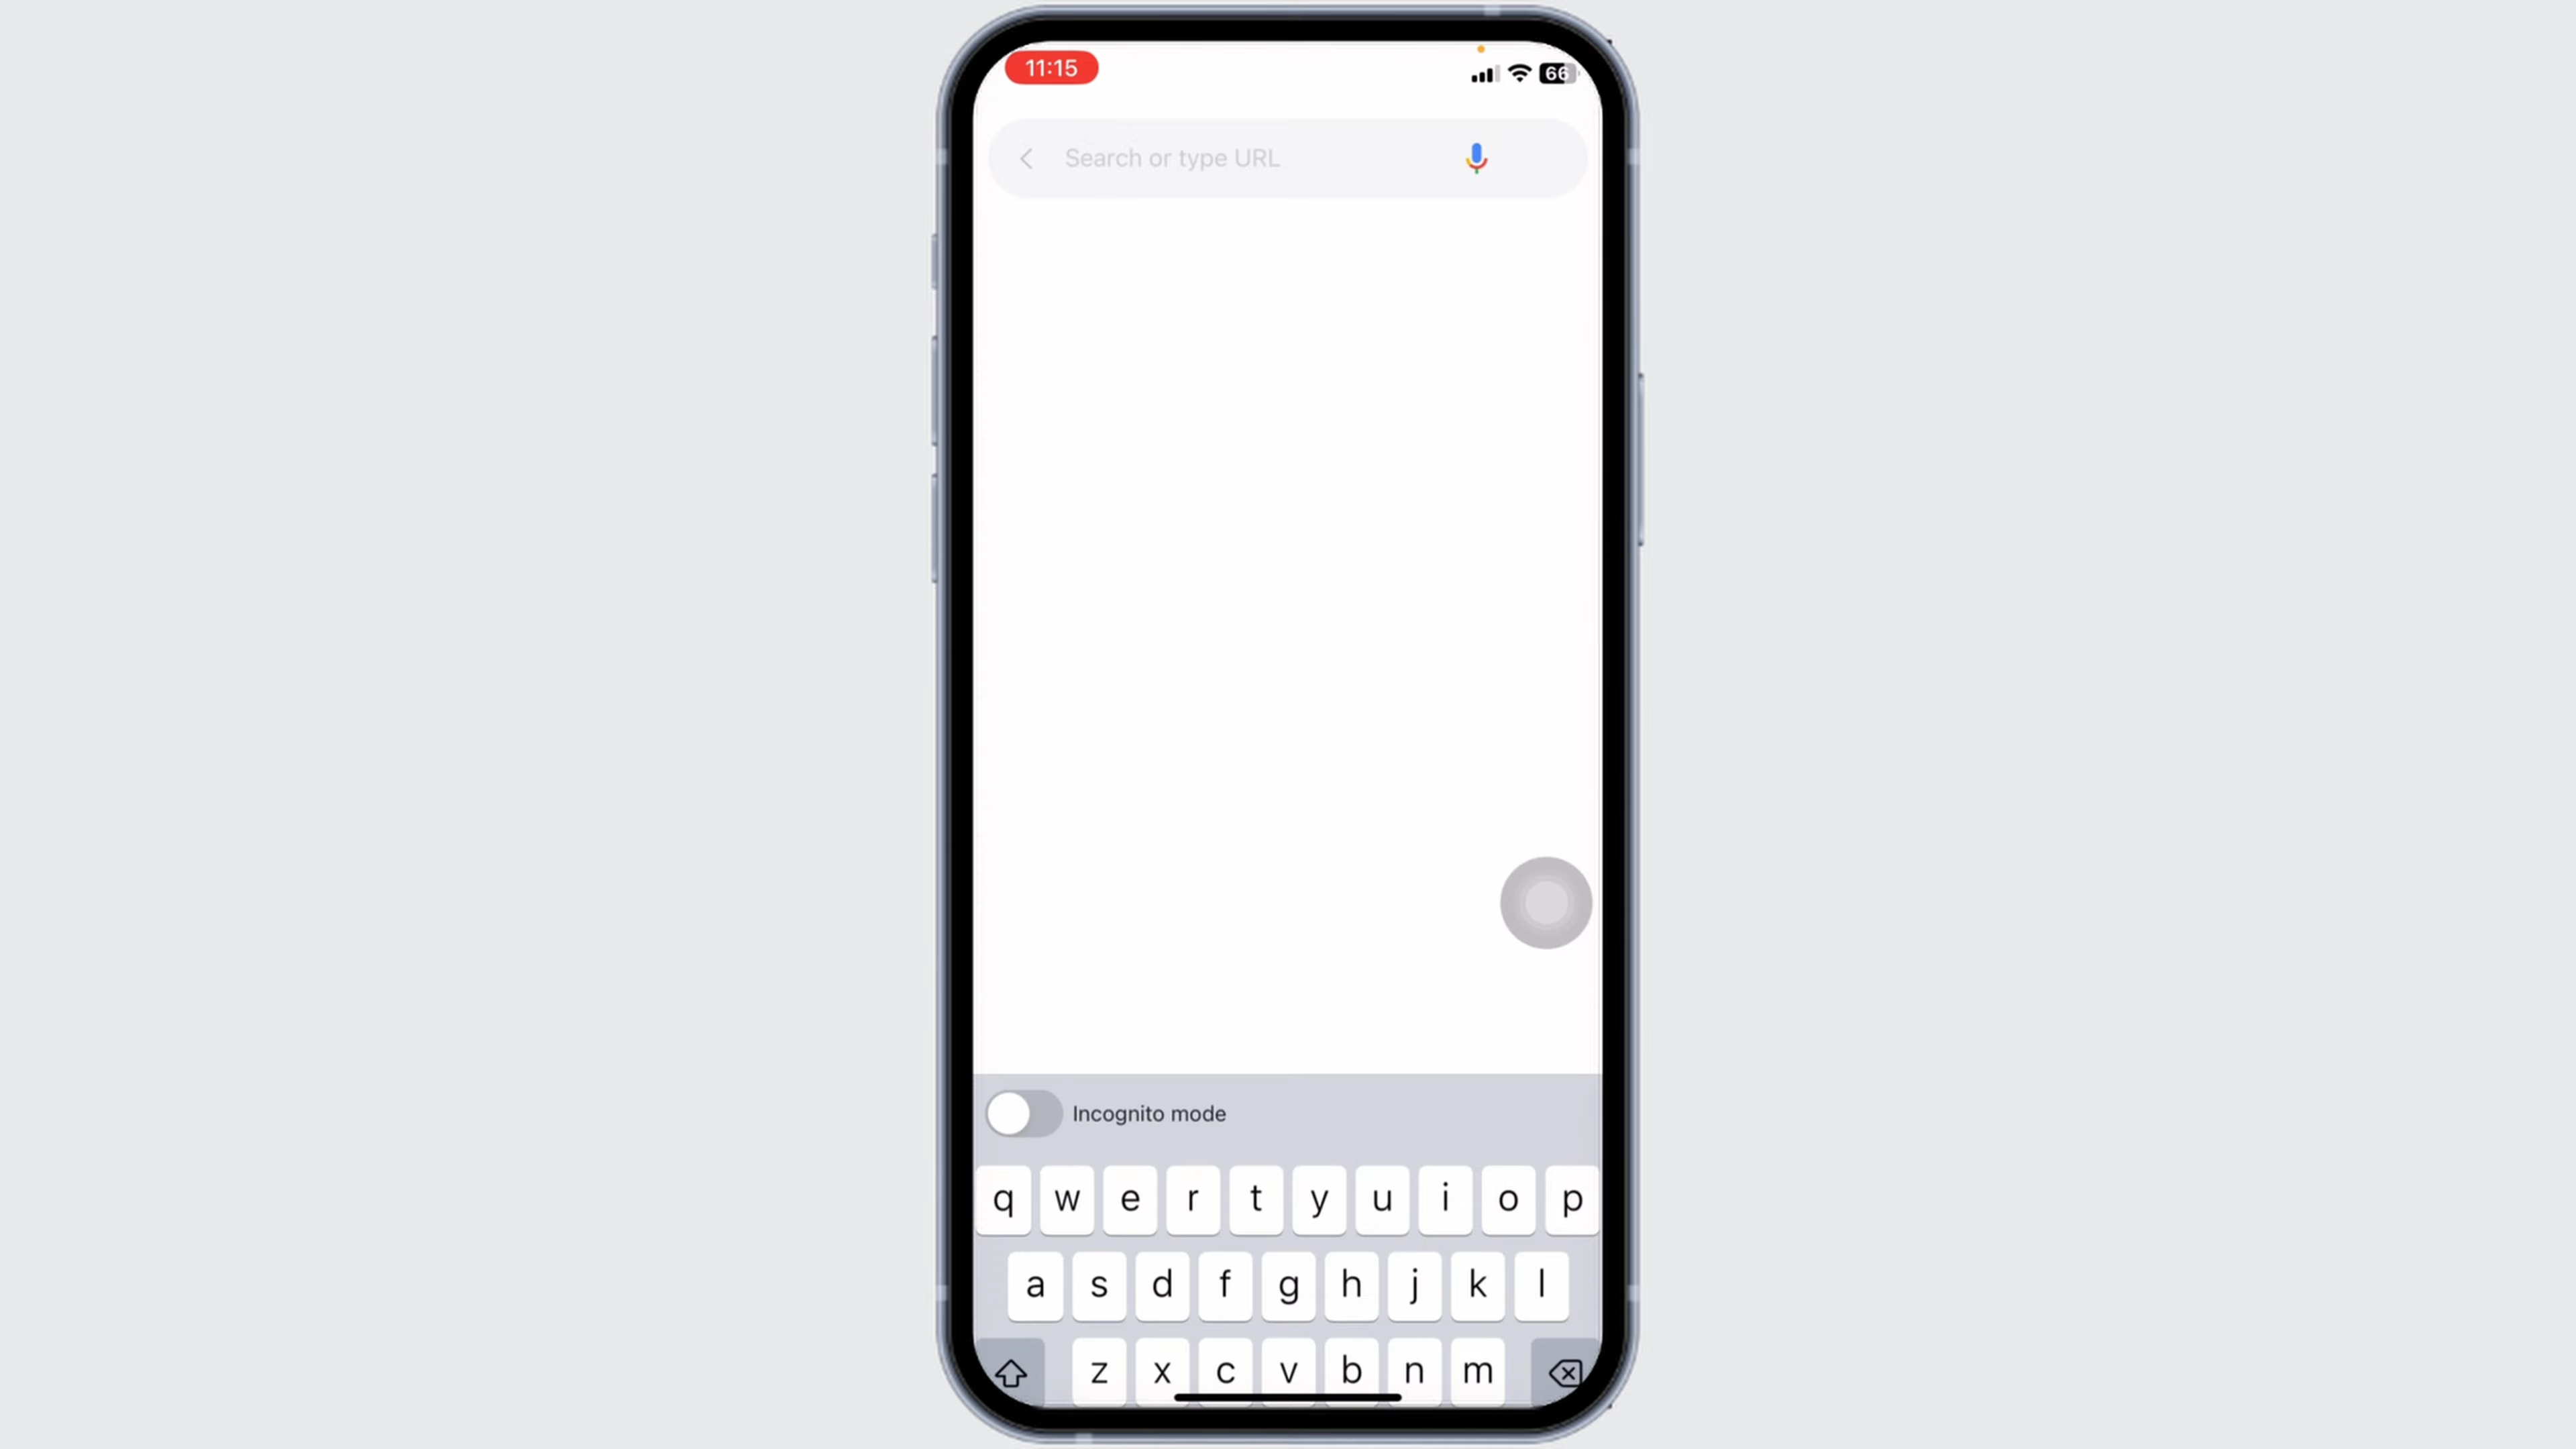 11:15
66
Search or type URL
Incognito mode
q w e r t y u i o p
a s d f g h j k l
z x c v b n m